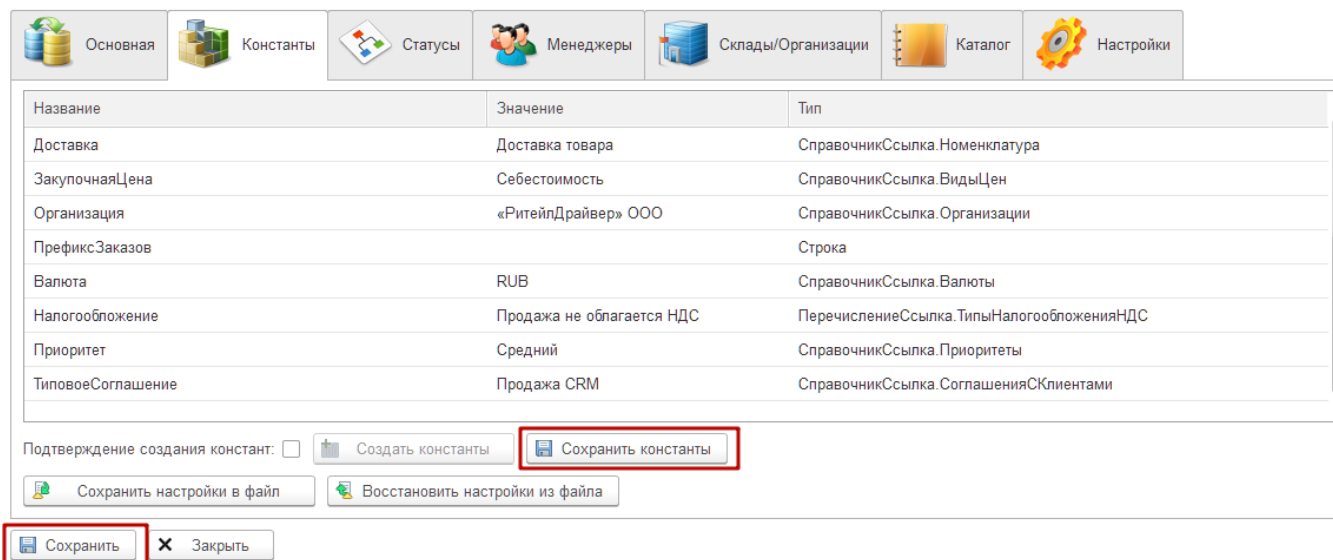 Основная Константы Статусы Менеджеры Склады/Организации Каталог Настройки
Название Значение Тип
Доставка Доставка товара СправочникСсылка.Номенклатура
ЗакупочнаяЦена Себестоимость СправочникСсылка.ВидыЦен
Организация «РитейлДрайвер» ООО СправочникСсылка.Организации
ПрефиксЗаказов Строка
Валюта RUB СправочникСсылка.Валюты
Налогообложение Продажа не облагается НДС ПеречислениеСсылка.ТипыНалогообложенияНДС
Приоритет Средний СправочникСсылка.Приоритеты
ТиповоеСоглашение Продажа CRM СправочникСсылка.СоглашенияСКлиентами
Подтверждение создания констант: Создать константы Сохранить константы
Сохранить настройки в файл Восстановить настройки из файла
Сохранить Закрыть